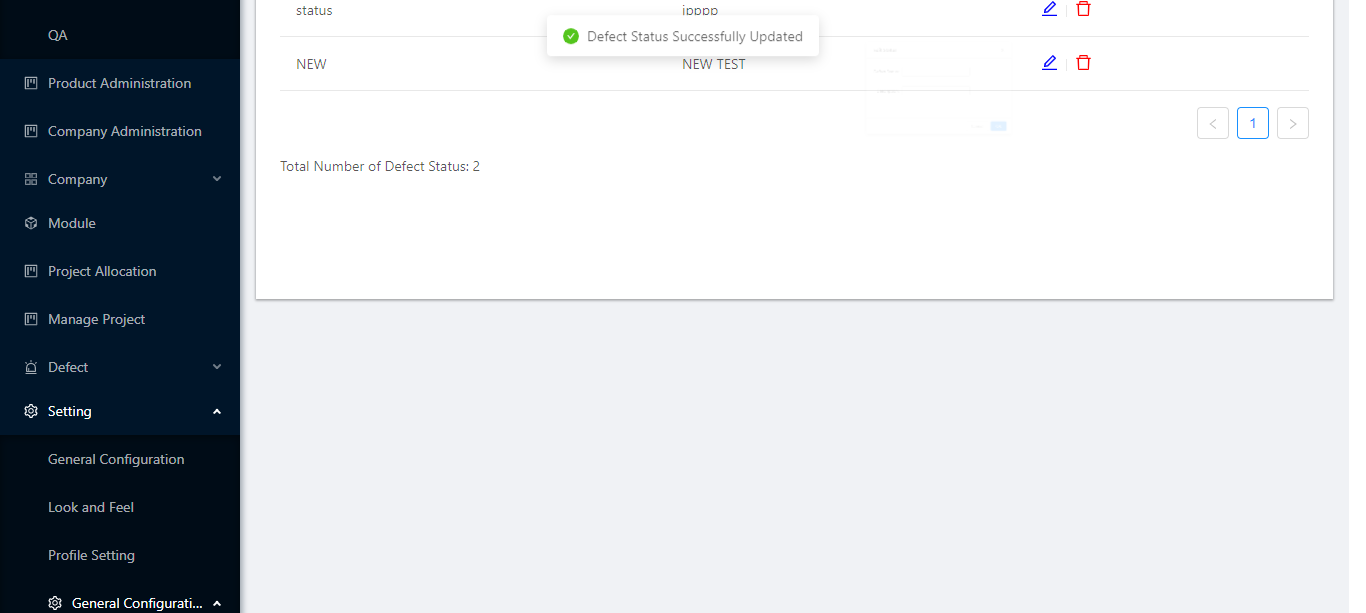 QA
Product Administration
Company Administration
Company
Module
Project Allocation
Manage Project
Defect
Setting
General Configuration
Look and Feel
Profile Setting
General Configurati...
status ipppp
Defect Status Successfully Updated
NEW NEW TEST
1
Total Number of Defect Status: 2